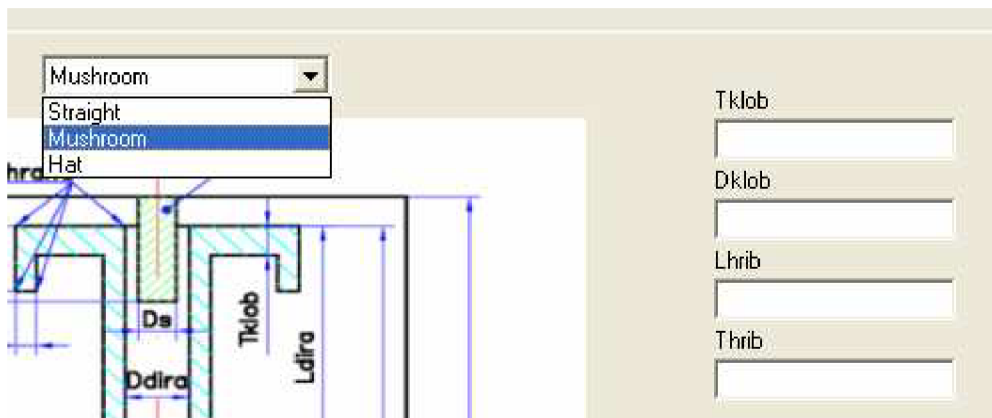 Mushroom
Straight
Mushroom
Hat
Tklob
Dklob
Lhrib
Thrib
Ds
Tklob
Ldira
Ddira